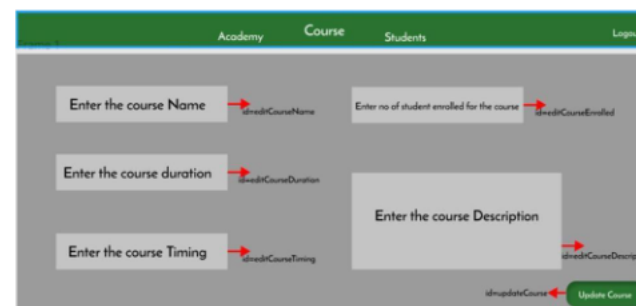 Academy Course Students Logou
Frame 1
Enter the course Name
id=editCourseName
Enter no of student enrolled for the course
id=editCourseEnrolled
Enter the course duration
id=editCourseDuration
Enter the course Description
id=editCourseDescrip
Enter the course Timing
id=editCourseTiming
id=updateCourse
Update Course